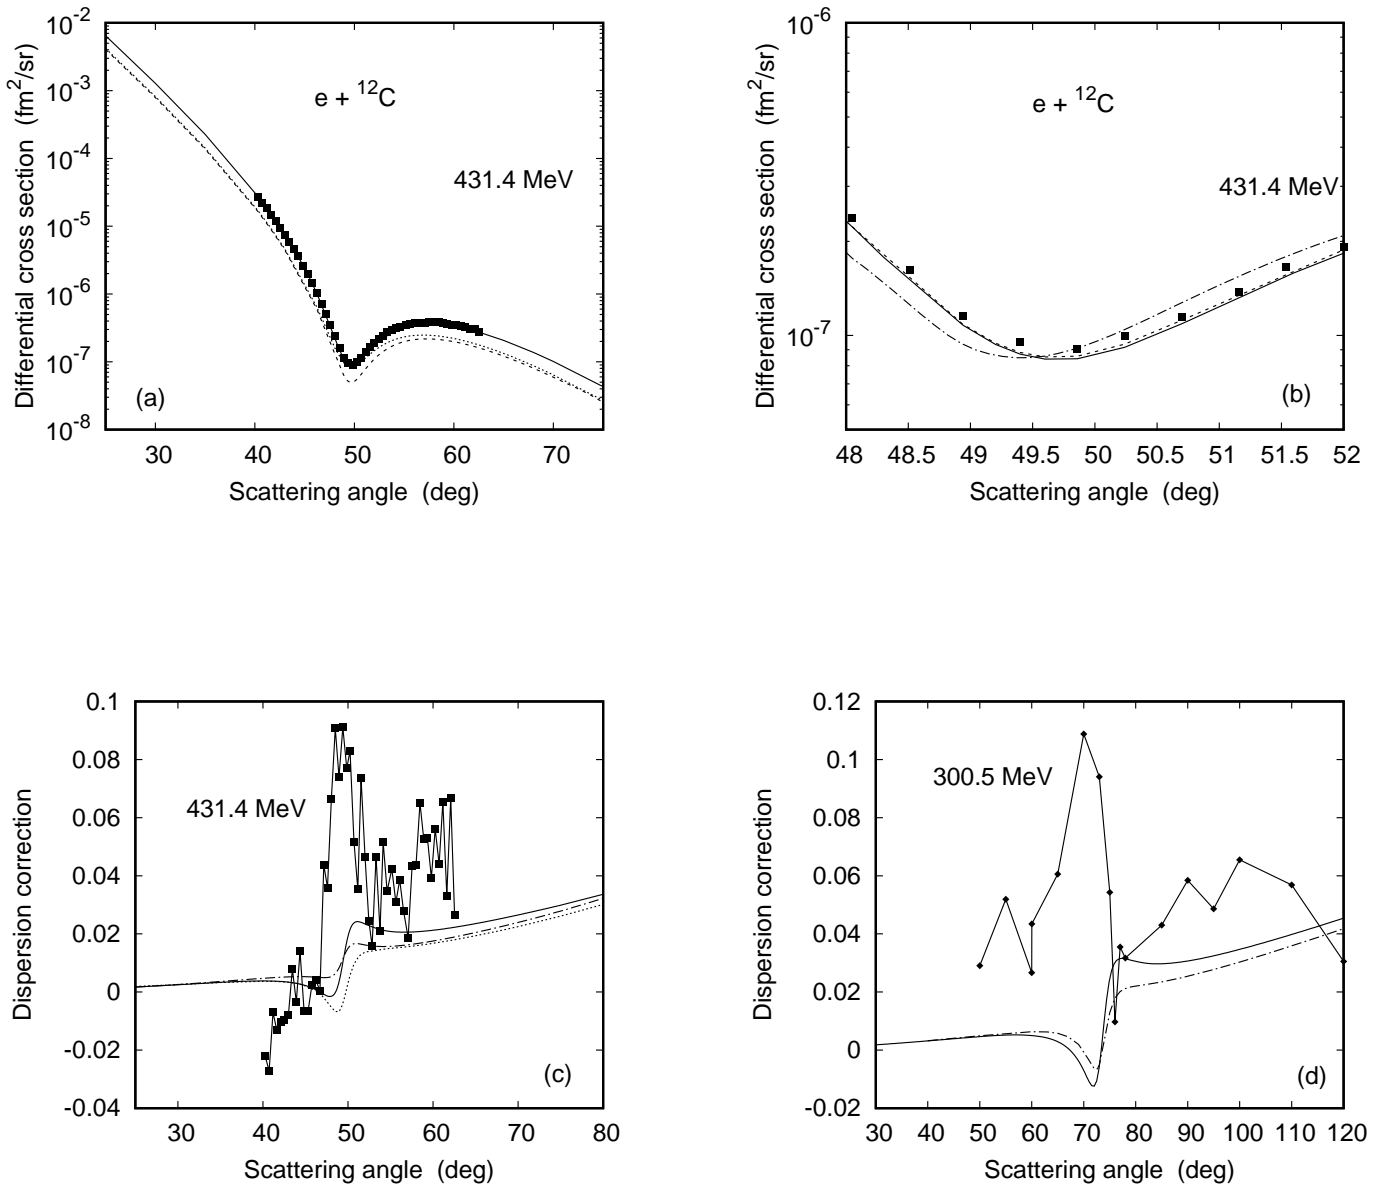 10^-2
10^-3
10^-4
10^-5
10^-6
10^-7
10^-8
Differential cross section (fm^2/sr)
e + ^12C
431.4 MeV
(a)
30 40 50 60 70
Scattering angle (deg)
10^-6
10^-7
Differential cross section (fm^2/sr)
e + ^12C
431.4 MeV
(b)
48 48.5 49 49.5 50 50.5 51 51.5 52
Scattering angle (deg)
0.1
0.08
0.06
0.04
0.02
0
-0.02
-0.04
Dispersion correction
431.4 MeV
(c)
30 40 50 60 70 80
Scattering angle (deg)
0.12
0.1
0.08
0.06
0.04
0.02
0
-0.02
Dispersion correction
300.5 MeV
(d)
30 40 50 60 70 80 90 100 110 120
Scattering angle (deg)